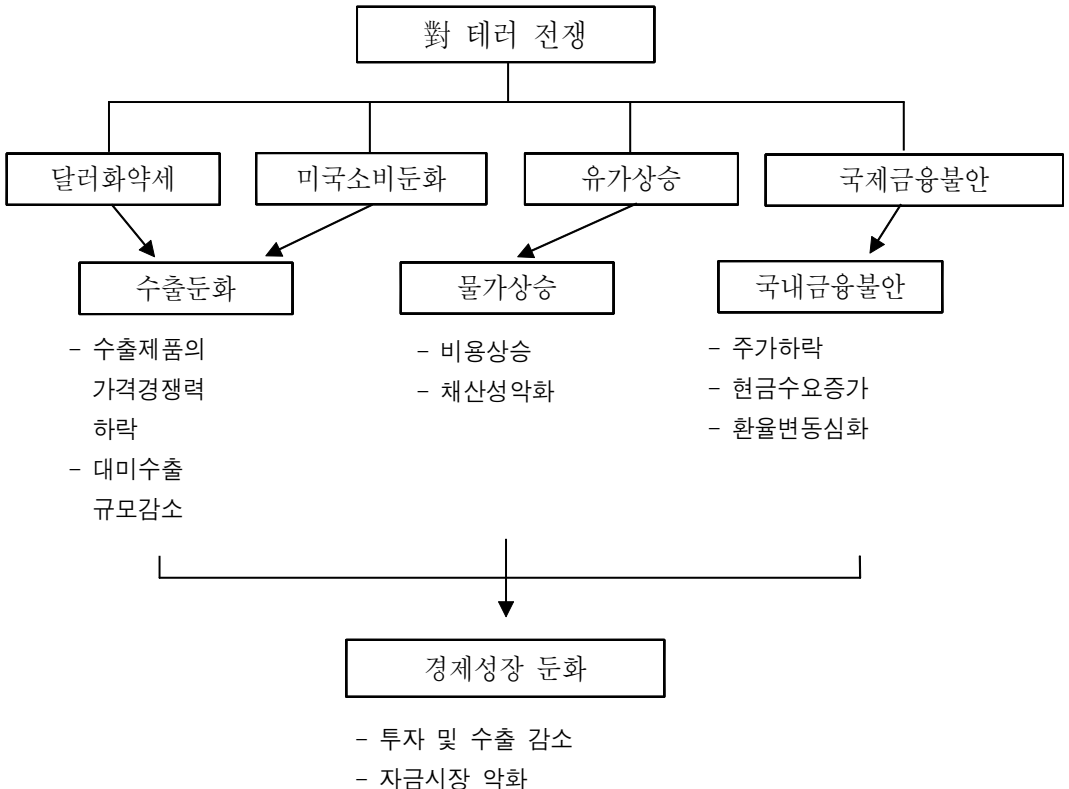 對 테러 전쟁
달러화약세
미국소비둔화
유가상승
국제금융불안
수출둔화
물가상승
국내금융불안
- 수출제품의
가격경쟁력
하락
- 대미수출
규모감소
- 비용상승
- 채산성악화
- 주가하락
- 현금수요증가
- 환율변동심화
경제성장 둔화
- 투자 및 수출 감소
- 자금시장 악화